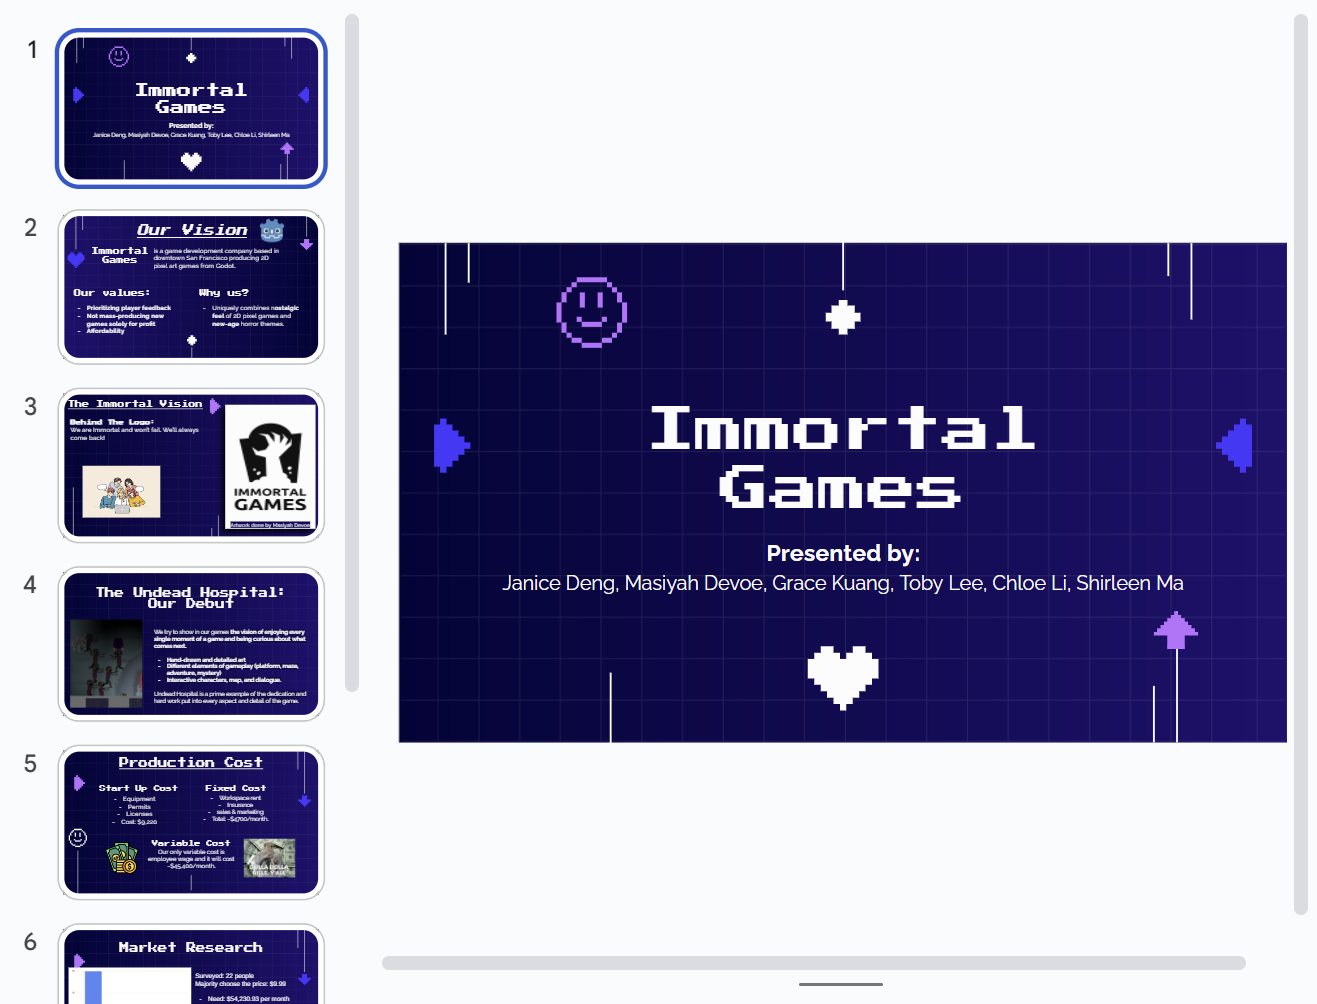 1
Immortal
Games
Presented by:
Janice Deng, Masiyah Devoe, Grace Kuang, Toby Lee, Chloe Li, Shirleen Ma
2
Our Vision
Immortal
Games
is a game development company based in
downtown San Francisco producing 2D
pixel art games from Godot.
Our values:
- Prioritizing player feedback
- Not mass-producing new
games solely for profit
- Affordability
Why us?
- Uniquely combines nostalgic
feel of 2D pixel games and
new-age horror themes.
3
The Immortal Vision
Behind The Logo:
We are Immortal and won't fail. We'll always
come back!
IMMORTAL
GAMES
Artwork done by Masiyah Devoe
4
The Undead Hospital:
Our Debut
We try to show in our games the vision of enjoying every
single moment of a game and being curious about what
comes next.
- Hand-drawn and detailed art
- Different elements of gameplay (platform, maze,
adventure, mystery)
- Interactive characters, map, and dialogue.
Undead Hospital is a prime example of the dedication and
hard work put into every aspect and detail of the game.
5
Production Cost
Start Up Cost
- Equipment
- Permits
- Licenses
- Cost: $9,220
Fixed Cost
- Workspace rent
- Insurance
- sales & marketing
- Total: ~$4700/month.
Variable Cost
Our only variable cost is
employee wage and it will cost
~$45,400/month.
DOLLA DOLLA
BILLS, Y'ALL
6
Market Research
Surveyed: 22 people
Majority choose the price: $9.99
- Need: $54,230.93 per month
Immortal
Games
Presented by:
Janice Deng, Masiyah Devoe, Grace Kuang, Toby Lee, Chloe Li, Shirleen Ma